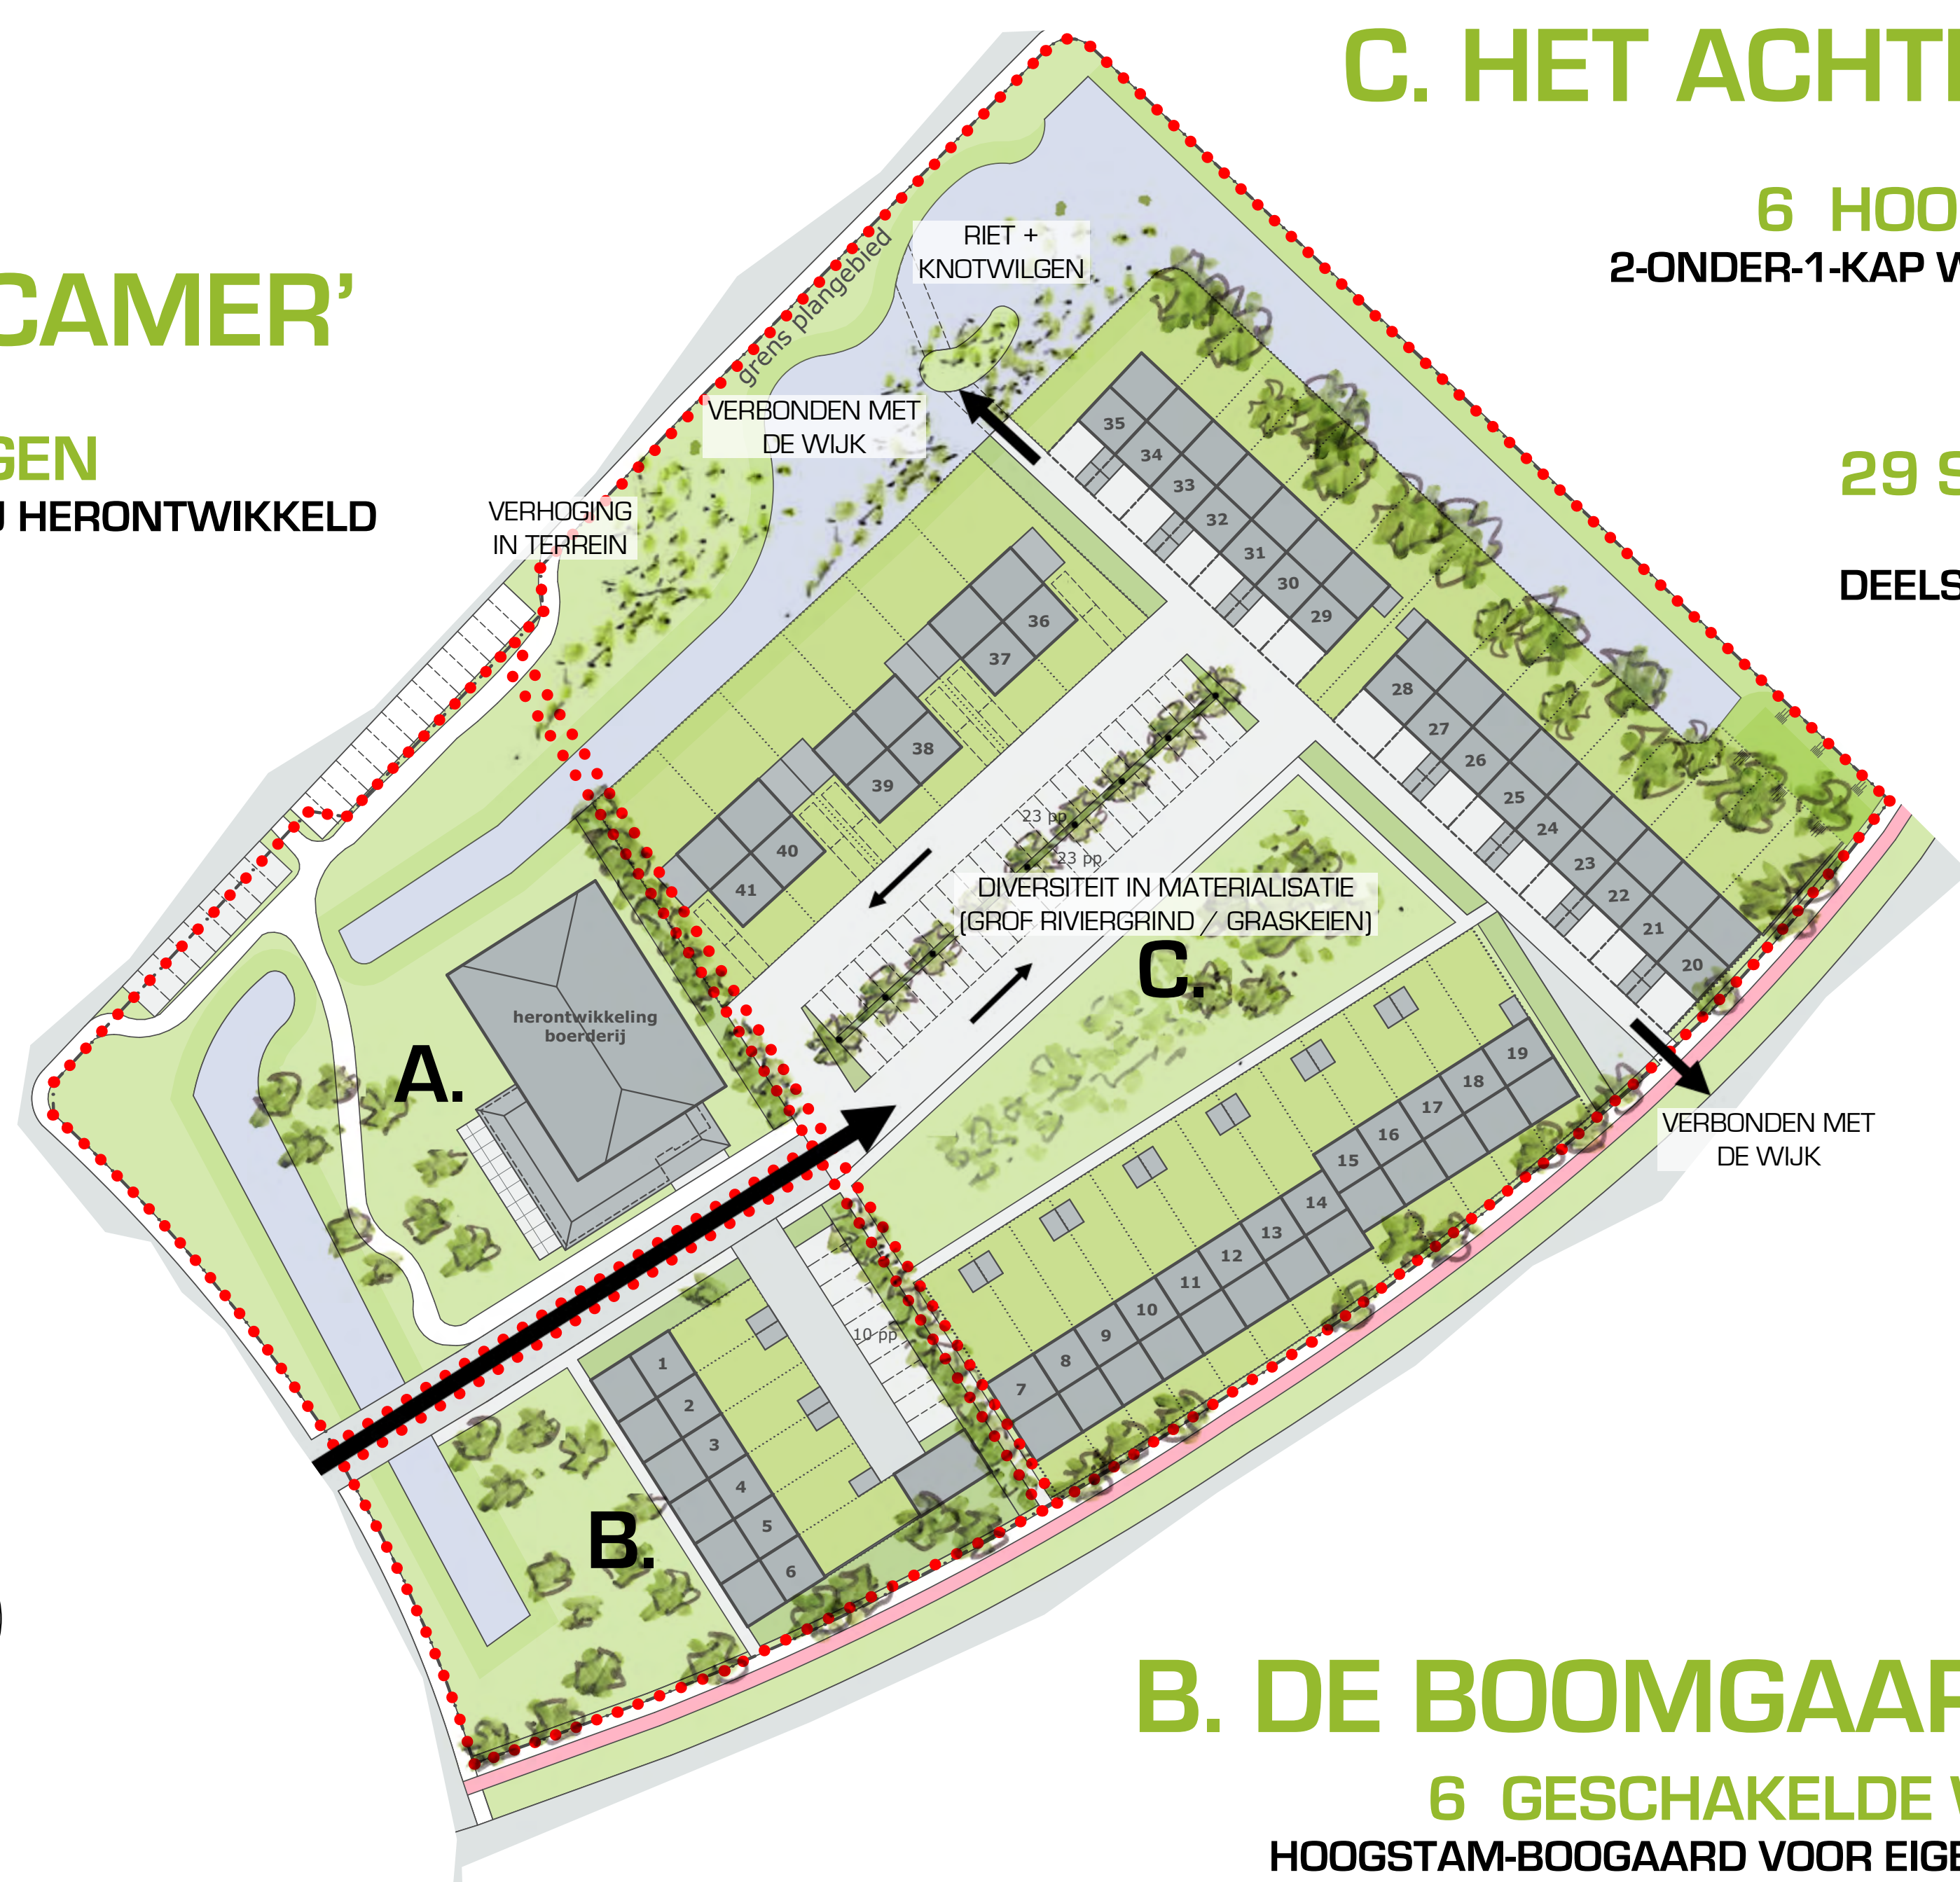 C. HET ACHT
6 HOO
2-ONDER-1-KAP W
29 S
DEELS
CAMER’
GEN
J HERONTWIKKELD
RIET +
KNOTWILGEN
grens plangebied
VERBONDEN MET
DE WIJK
VERHOGING
IN TERREIN
35
34
33
32
31
30
29
28
27
26
25
24
23
22
21
20
36
37
38
39
40
41
23 pp
23 pp
DIVERSITEIT IN MATERIALISATIE
(GROF RIVIERGRIND / GRASKEIEN)
C.
herontwikkeling
boerderij
A.
19
18
17
16
15
14
13
12
11
10
9
8
7
VERBONDEN MET
DE WIJK
10 pp
1
2
3
4
5
6
B.
B. DE BOOMGAAR
6 GESCHAKELDE W
HOOGSTAM-BOOGAARD VOOR EIGE